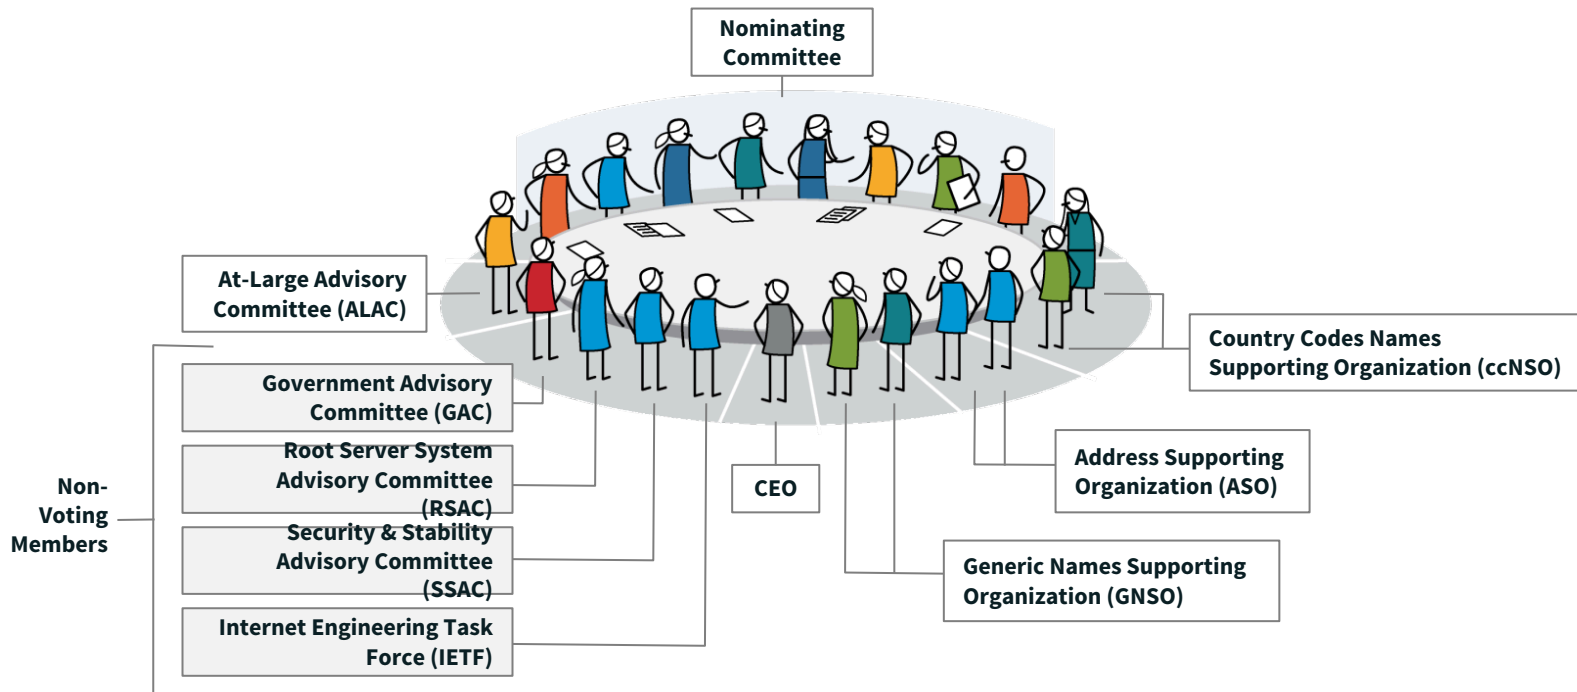 Nominating
Committee
At-Large Advisory
Committee (ALAC)
Government Advisory
Committee (GAC)
Root Server System
Advisory Committee
(RSAC)
Security & Stability
Advisory Committee
(SSAC)
Internet Engineering Task
Force (IETF)
Non-
Voting
Members
CEO
Country Codes Names
Supporting Organization (ccNSO)
Address Supporting
Organization (ASO)
Generic Names Supporting
Organization (GNSO)